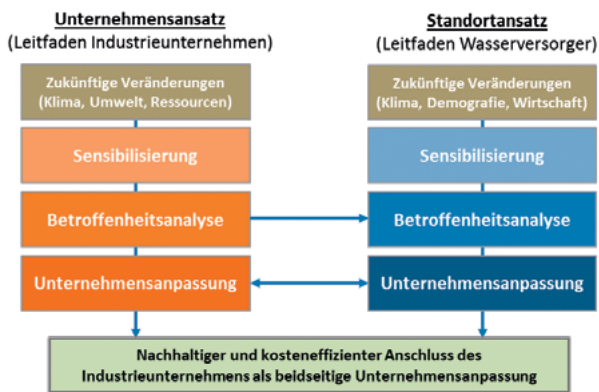 Unternehmensansatz
(Leitfaden Industrieunternehmen)
Zukünftige Veränderungen
(Klima, Umwelt, Ressourcen)
Sensibilisierung
Betroffenheitsanalyse
Unternehmensanpassung
Standortansatz
(Leitfaden Wasserversorger)
Zukünftige Veränderungen
(Klima, Demografie, Wirtschaft)
Sensibilisierung
Betroffenheitsanalyse
Unternehmensanpassung
Nachhaltiger und kosteneffizienter Anschluss des
Industrieunternehmens als beidseitige Unternehmensanpassung